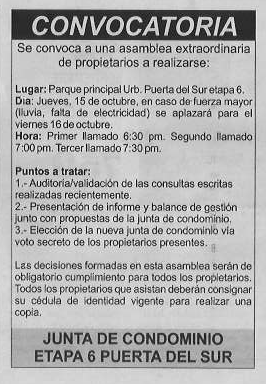 CONVOCATORIA
Se convoca a una asamblea extraordinaria
de propietarios a realizarse:
Lugar: Parque principal Urb. Puerta del Sur etapa 6.
Dia: Jueves, 15 de octubre, en caso de fuerza mayor
(lluvia, falta de electricidad) se aplazará para el
viernes 16 de octubre.
Hora: Primer llamado 6:30 pm. Segundo llamado
7:00 pm. Tercer llamado 7:30 pm.
Puntos a tratar:
1.- Auditoría/validación de las consultas escritas
realizadas recientemente.
2.- Presentación de informe y balance de gestión
junto con propuestas de la junta de condominio.
3.- Elección de la nueva junta de condominio vía
voto secreto de los propietarios presentes.
Las decisiones formadas en esta asamblea serán de
obligatorio cumplimiento para todos los propietarios.
Todos los propietarios que asistan deberán consignar
su cédula de identidad vigente para realizar una
copia.
JUNTA DE CONDOMINIO
ETAPA 6 PUERTA DEL SUR